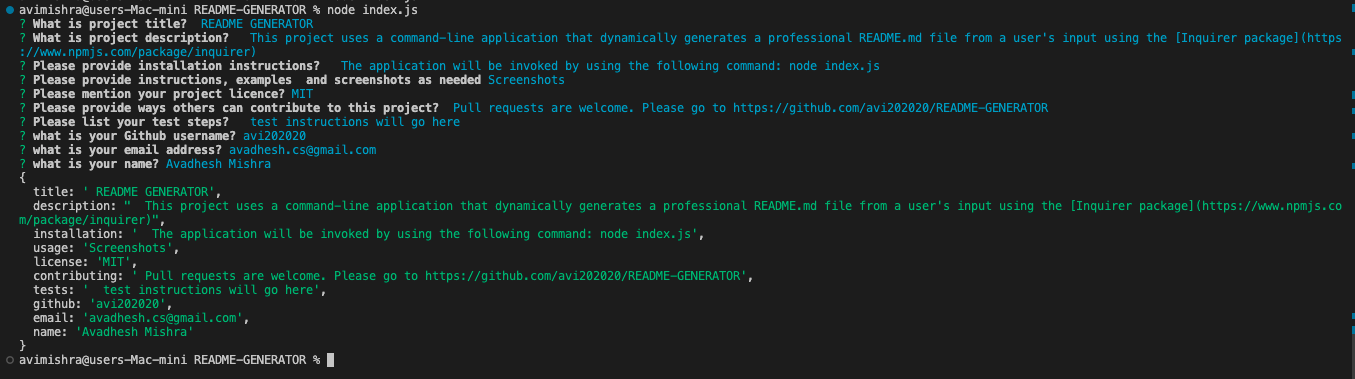 avimishra@users-Mac-mini README-GENERATOR % node index.js
? What is project title?  README GENERATOR
? What is project description?   This project uses a command-line application that dynamically generates a professional README.md file from a user's input using the [Inquirer package](https
://www.npmjs.com/package/inquirer)
? Please provide installation instructions?   The application will be invoked by using the following command: node index.js
? Please provide instructions, examples  and screenshots as needed Screenshots
? Please mention your project licence? MIT
? Please provide ways others can contribute to this project?  Pull requests are welcome. Please go to https://github.com/avi202020/README-GENERATOR
? Please list your test steps?   test instructions will go here
? what is your Github username? avi202020
? what is your email address? avadhesh.cs@gmail.com
? what is your name? Avadhesh Mishra
{
  title: ' README GENERATOR',
  description: "  This project uses a command-line application that dynamically generates a professional README.md file from a user's input using the [Inquirer package](https://www.npmjs.co
m/package/inquirer)",
  installation: '  The application will be invoked by using the following command: node index.js',
  usage: 'Screenshots',
  license: 'MIT',
  contributing: ' Pull requests are welcome. Please go to https://github.com/avi202020/README-GENERATOR',
  tests: '  test instructions will go here',
  github: 'avi202020',
  email: 'avadhesh.cs@gmail.com',
  name: 'Avadhesh Mishra'
}
avimishra@users-Mac-mini README-GENERATOR %